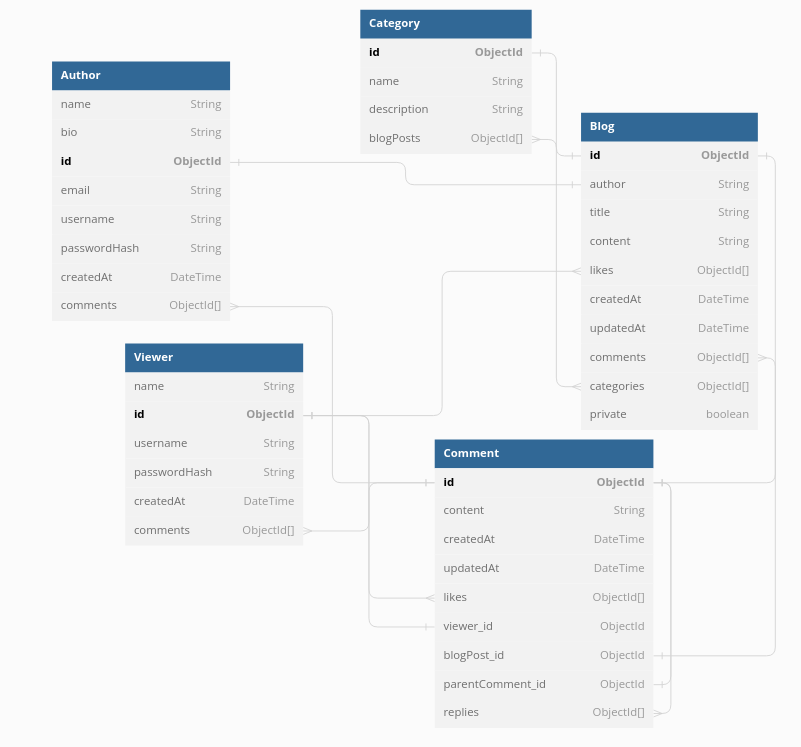 Category
id ObjectId
name String
description String
blogPosts ObjectId[]
Author
name String
bio String
id ObjectId
email String
username String
passwordHash String
createdAt DateTime
comments ObjectId[]
Blog
id ObjectId
author String
title String
content String
likes ObjectId[]
createdAt DateTime
updatedAt DateTime
comments ObjectId[]
categories ObjectId[]
private boolean
Viewer
name String
id ObjectId
username String
passwordHash String
createdAt DateTime
comments ObjectId[]
Comment
id ObjectId
content String
createdAt DateTime
updatedAt DateTime
likes ObjectId[]
viewer_id ObjectId
blogPost_id ObjectId
parentComment_id ObjectId
replies ObjectId[]